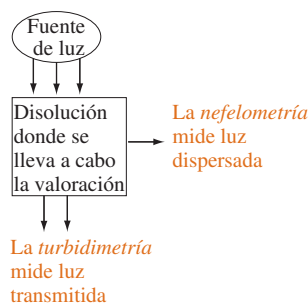 Fuente
de luz
Disolución
donde se
lleva a cabo
la valoración
La nefelometría
mide luz
dispersada
La turbidimetría
mide luz
transmitida